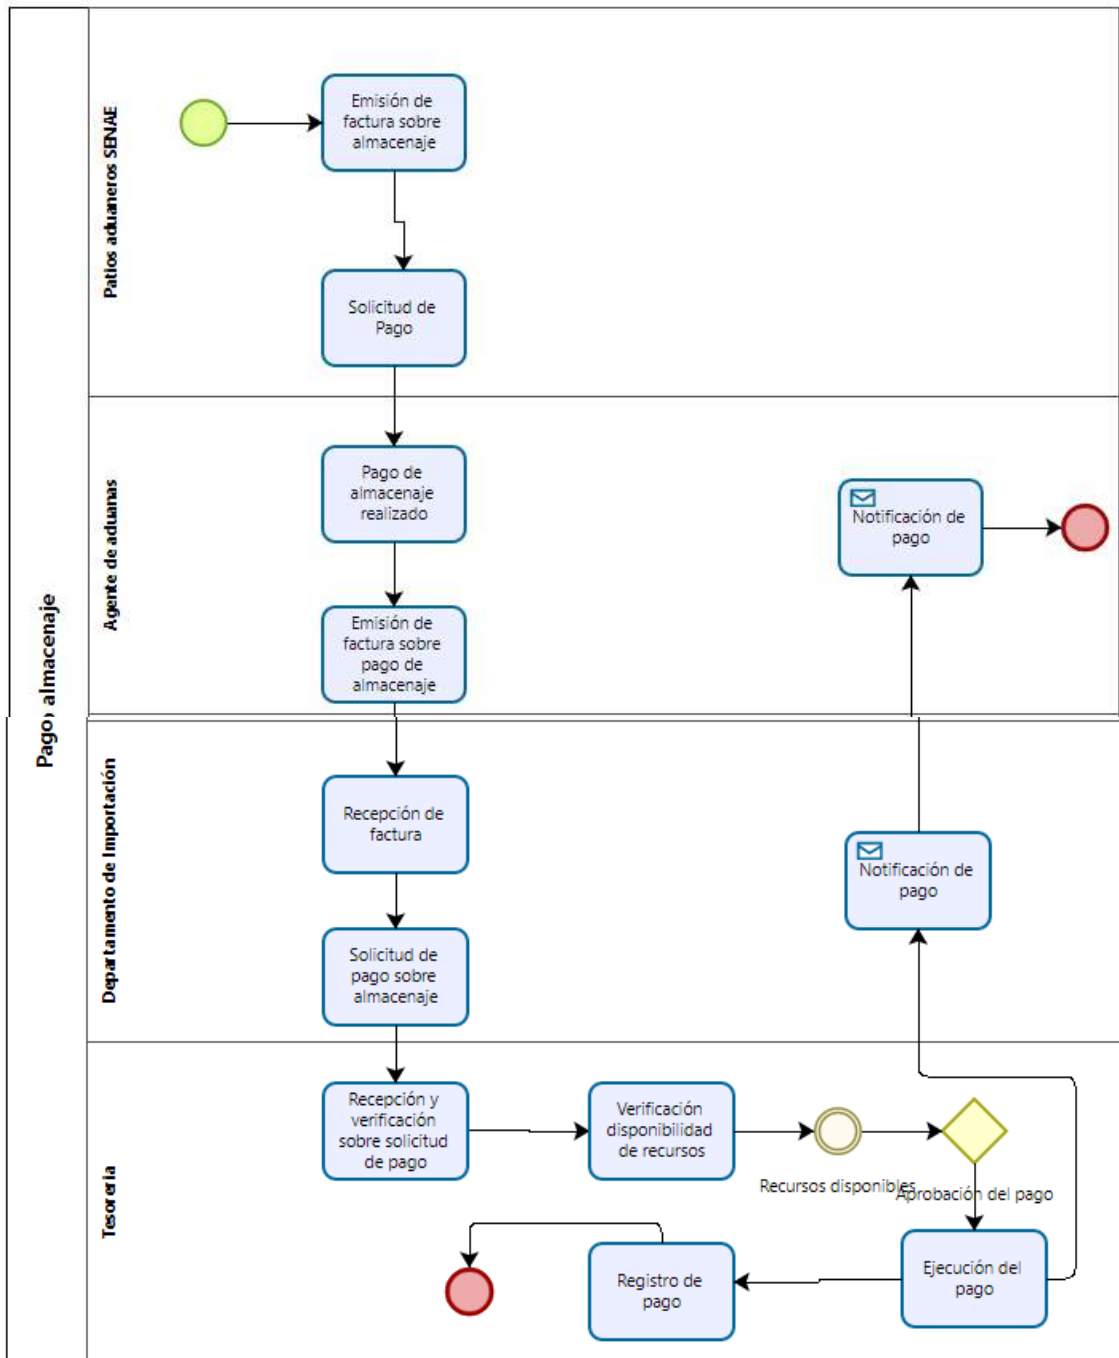 Pago, almacenaje
Patios aduaneros SENAE
Emisión de
factura sobre
almacenaje
Solicitud de
Pago
Agente de aduanas
Pago de
almacenaje
realizado
Notificación de
pago
Emisión de
factura sobre
pago de
almacenaje
Departamento de Importación
Recepción de
factura
Notificación de
pago
Solicitud de
pago sobre
almacenaje
Tesorería
Recepción y
verificación
sobre solicitud
de pago
Verificación
disponibilidad
de recursos
Recursos disponibles
Aprobación del pago
Registro de
pago
Ejecución del
pago